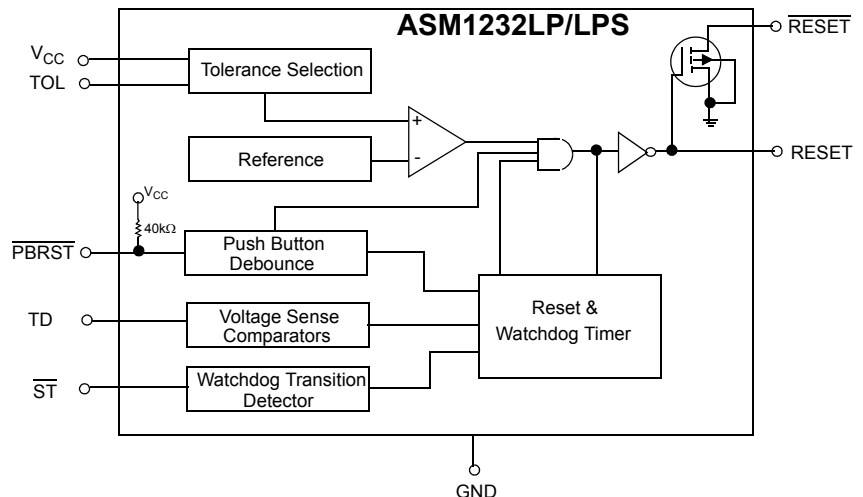 ASM1232LP/LPS
RESET
VCC
TOL
Tolerance Selection
+
-
Reference
RESET
VCC
40kΩ
PBRST
Push Button
Debounce
TD
Voltage Sense
Comparators
Reset &
Watchdog Timer
ST
Watchdog Transition
Detector
GND